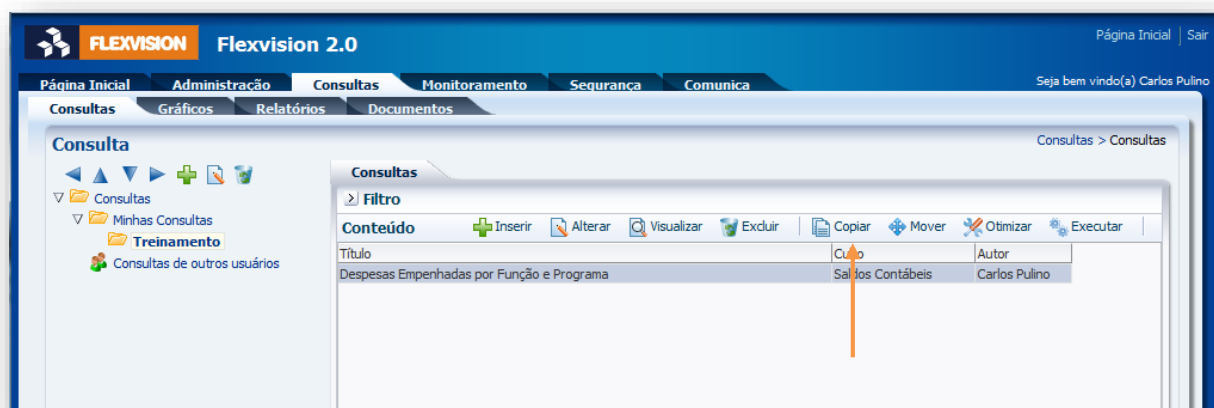 FLEXVISION Flexvision 2.0 Página Inicial | Sair
Página Inicial Administração Consultas Monitoramento Segurança Comunica Seja bem vindo(a) Carlos Pulino
Consultas Gráficos Relatórios Documentos
Consulta Consultas > Consultas
Consultas
Consultas
Filtro
Minhas Consultas
Conteúdo Inserir Alterar Visualizar Excluir Copiar Mover Otimizar Executar
Treinamento
Título Cubo Autor
Consultas de outros usuários
Despesas Empenhadas por Função e Programa Saldos Contábeis Carlos Pulino